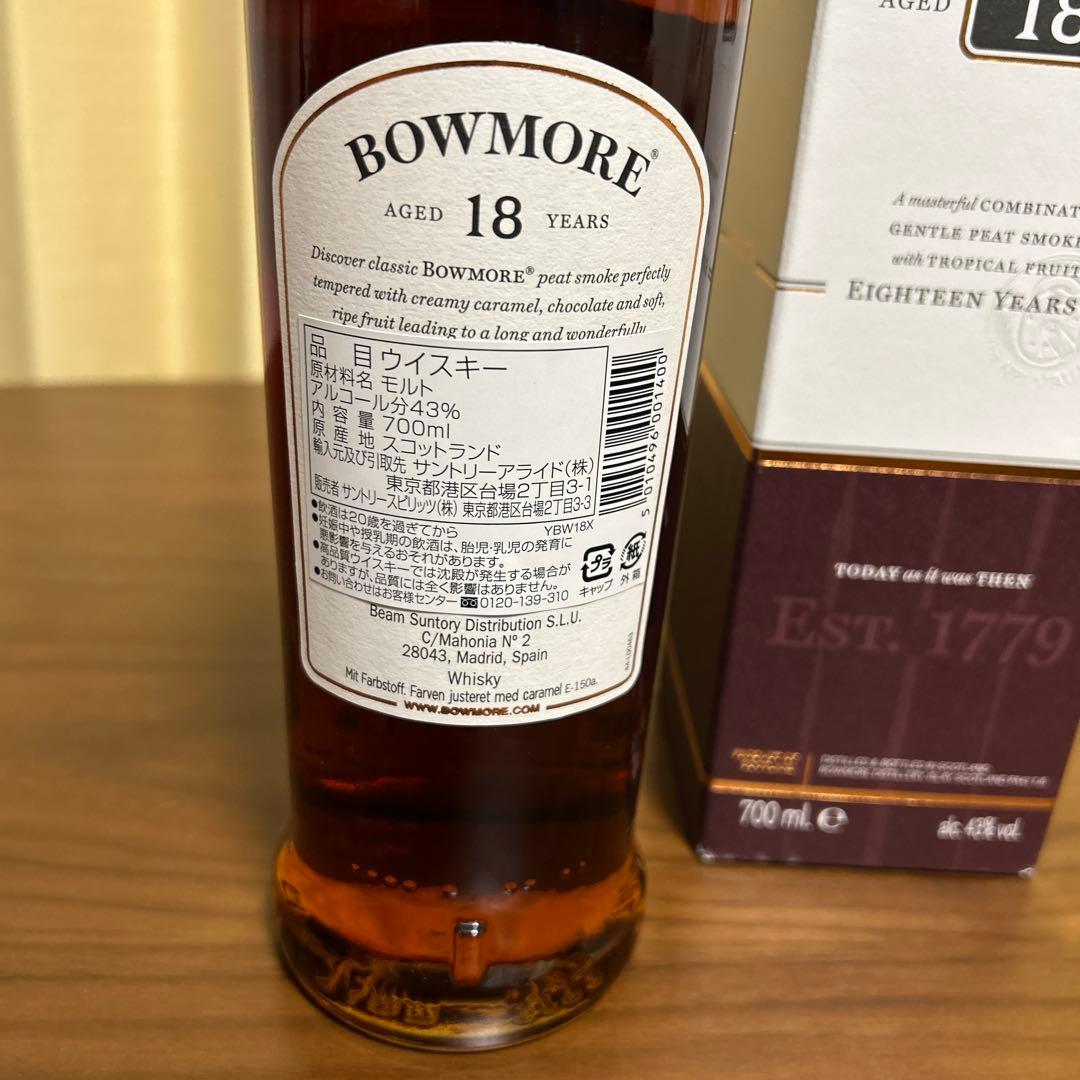 BOWMORE®
AGED 18 YEARS
Discover classic BOWMORE® peat smoke perfectly
tempered with creamy caramel, chocolate and soft,
ripe fruit leading to a long and wonderfully
品目 ウイスキー
原材料名 モルト
アルコール分43%
内容量 700ml
原産地 スコットランド
輸入元及び引取先 サントリーアライド(株)
東京都港区台場2丁目3-1
販売者 サントリースピリッツ(株) 東京都港区台場2丁目3-3
●飲酒は20歳を過ぎてから YBW18X
●妊娠中や授乳期の飲酒は、胎児・乳児の発育に
悪影響を与えるおそれがあります。
●高品質ウイスキーでは沈殿が発生する場合が
ありますが、品質には全く影響はありません。
●お問い合わせはお客様センター 0120-139-310
5 010496 001400
プラ
キャップ
紙
外箱
Beam Suntory Distribution S.L.U.
C/Mahonia Nº 2
28043, Madrid, Spain
Whisky
Mit Farbstoff. Farven justeret med caramel E-150a.
WWW.BOWMORE.COM
AGED
18
A masterful COMBINAT
GENTLE PEAT SMOKE
with TROPICAL FRUIT
EIGHTEEN YEARS
TODAY as it was THEN
EST. 1779
PRODUCT OF
DISTILLED & BOTTLED IN SCOTLAND
700 ml. e
alc. 43% vol.